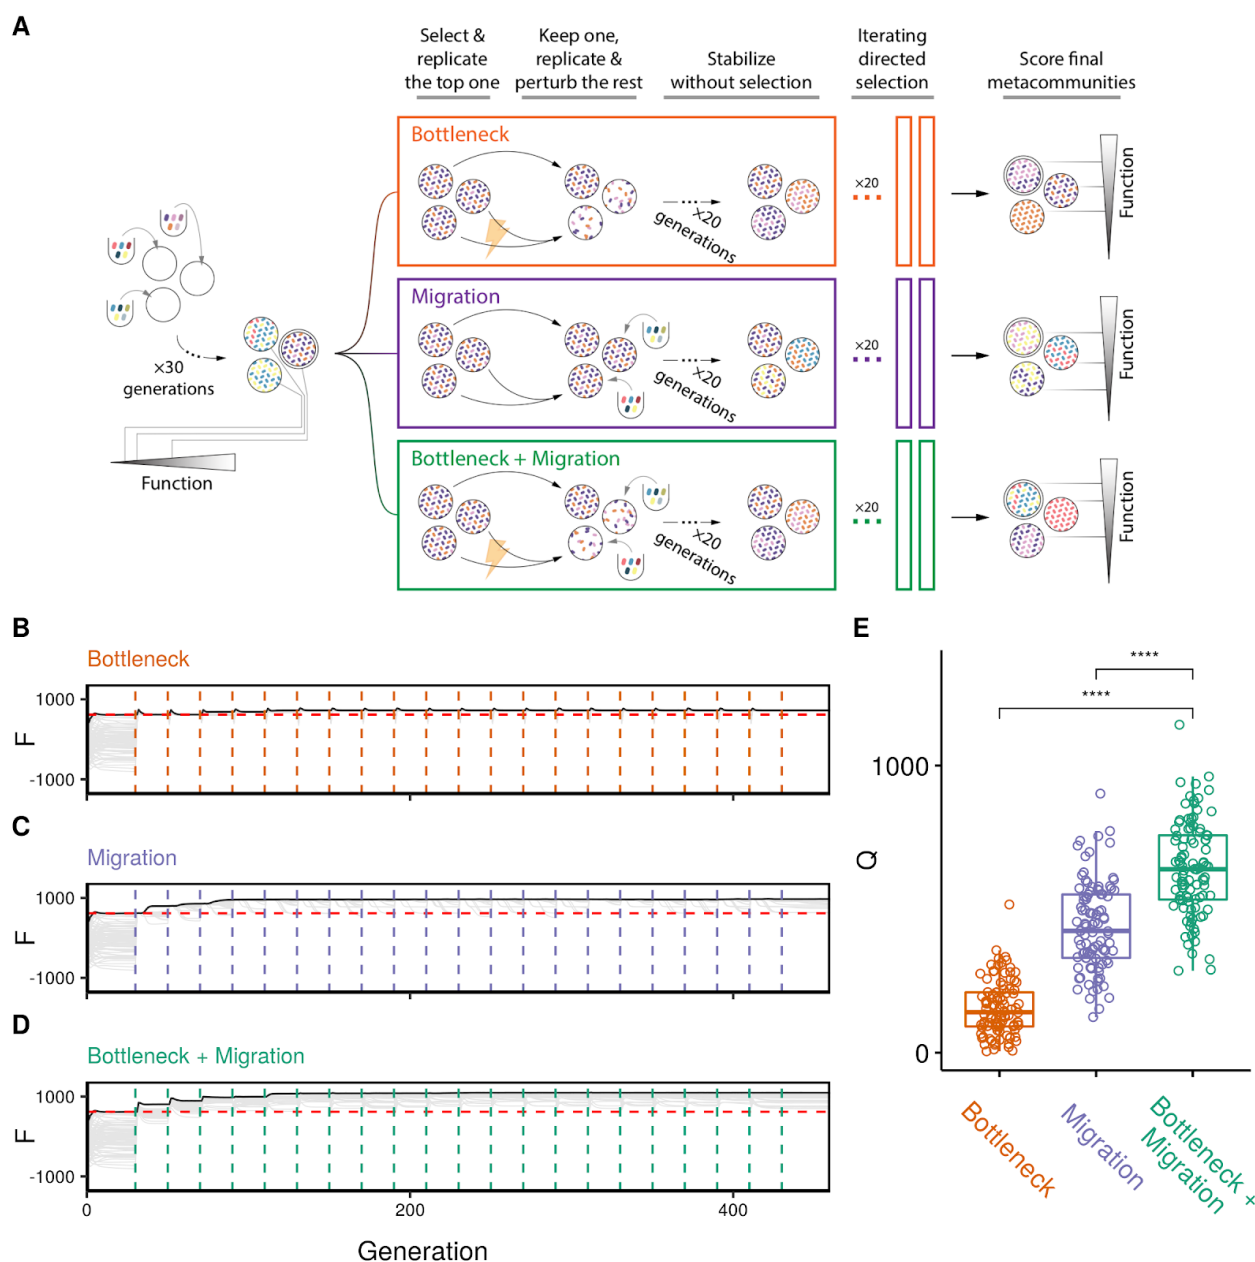 A
Select &
replicate
the top one
Keep one,
replicate &
perturb the rest
Stabilize
without selection
Iterating
directed
selection
Score final
metacommunities
×30
generations
Function
Bottleneck
×20
generations
×20
Function
Migration
×20
generations
×20
Function
Bottleneck + Migration
×20
generations
×20
Function
B
Bottleneck
F
1000
-1000
C
Migration
F
1000
-1000
D
Bottleneck + Migration
F
1000
-1000
0
200
400
Generation
E
****
****
Q
1000
0
Bottleneck
Migration
Bottleneck +
Migration